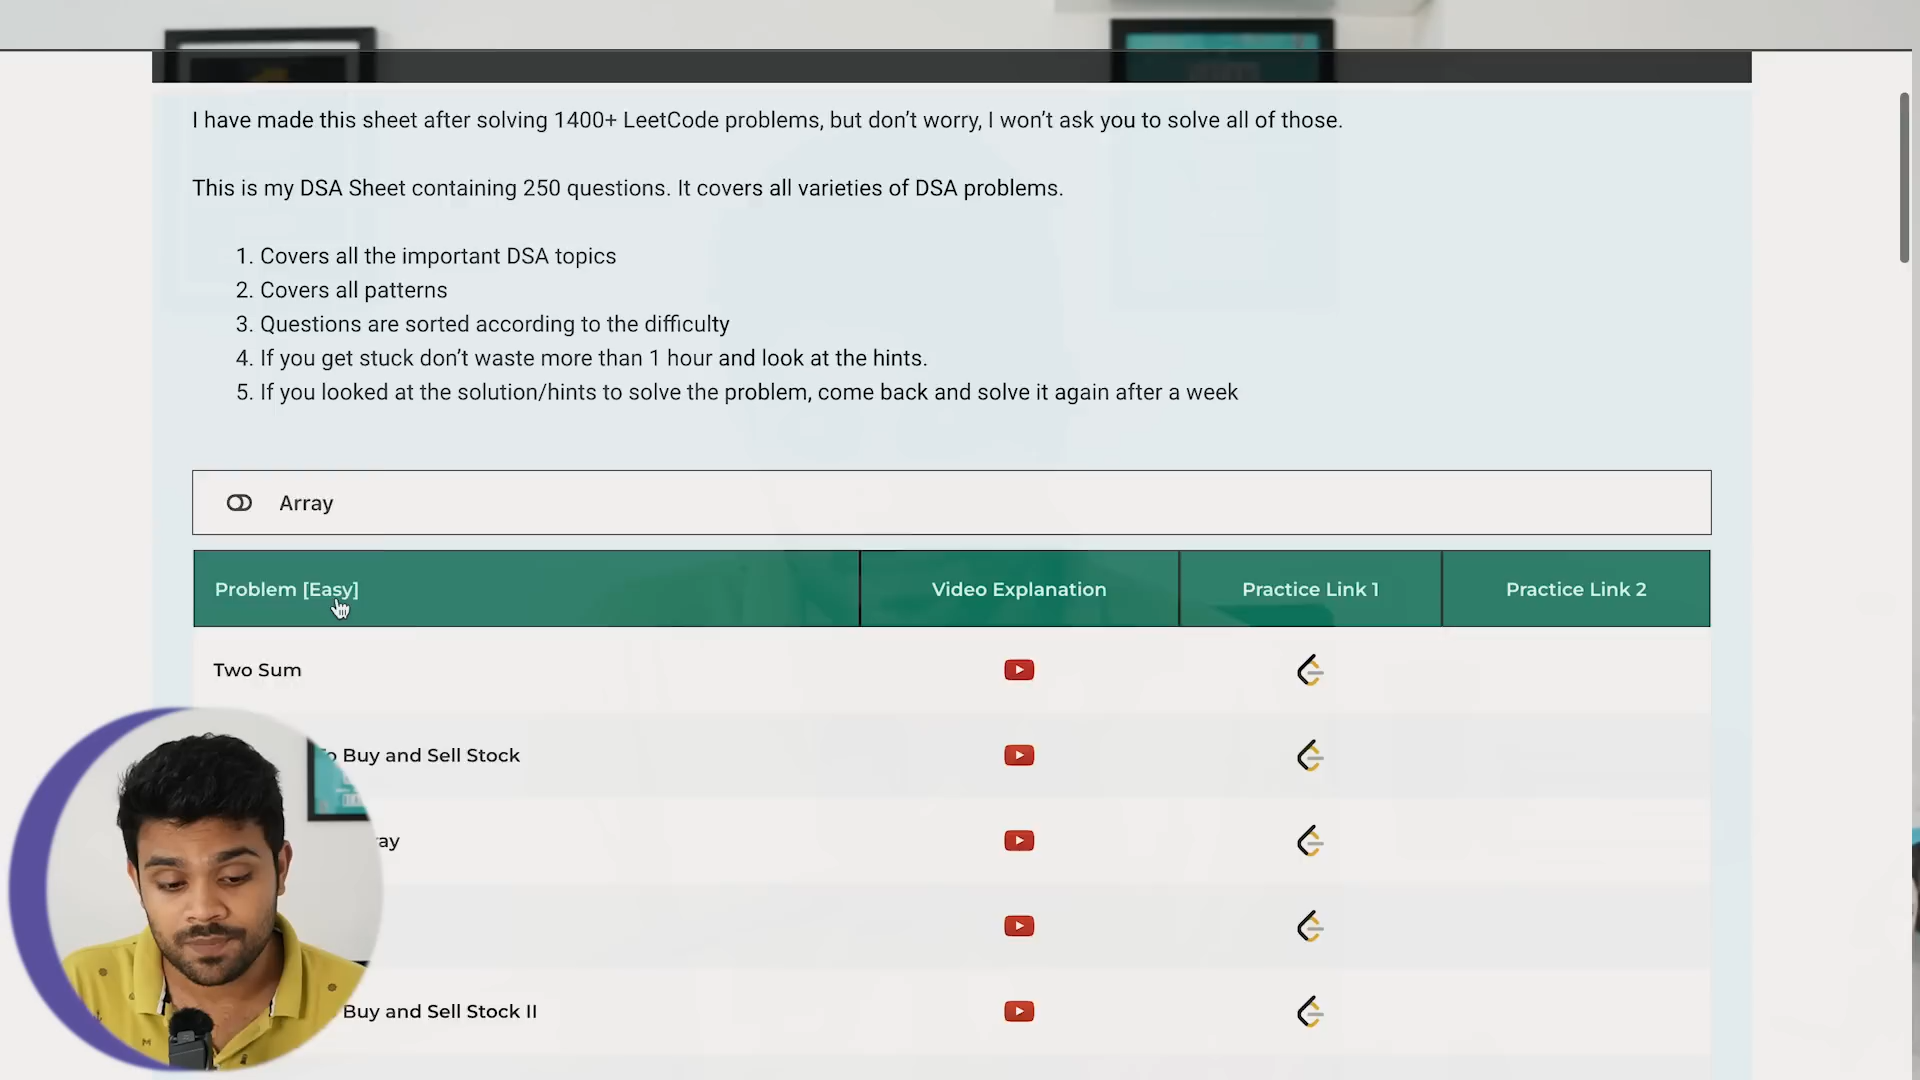 I have made this sheet after solving 1400+ LeetCode problems, but don’t worry, I won’t ask you to solve all of those.
This is my DSA Sheet containing 250 questions. It covers all varieties of DSA problems.
1. Covers all the important DSA topics
2. Covers all patterns
3. Questions are sorted according to the difficulty
4. If you get stuck don’t waste more than 1 hour and look at the hints.
5. If you looked at the solution/hints to solve the problem, come back and solve it again after a week
Array
Problem [Easy] Video Explanation Practice Link 1 Practice Link 2
Two Sum
Buy and Sell Stock
Buy and Sell Stock II